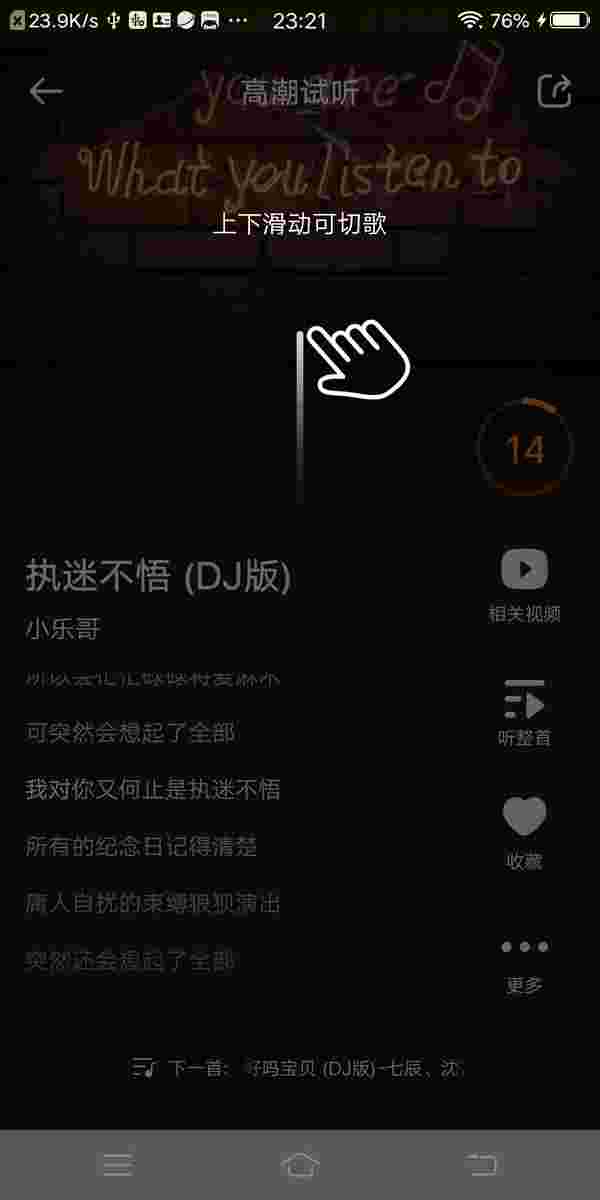 23.9K/s
23:21
76%
you are
高潮试听
What you listen to
上下滑动可切歌
14
执迷不悟 (DJ版)
小乐哥
相关视频
可突然会想起了全部
听整首
我对你又何止是执迷不悟
所有的纪念日记得清楚
收藏
庸人自扰的束缚狼狈演出
突然还会想起了全部
更多
下一首: 好吗宝贝 (DJ版)-七辰、沈